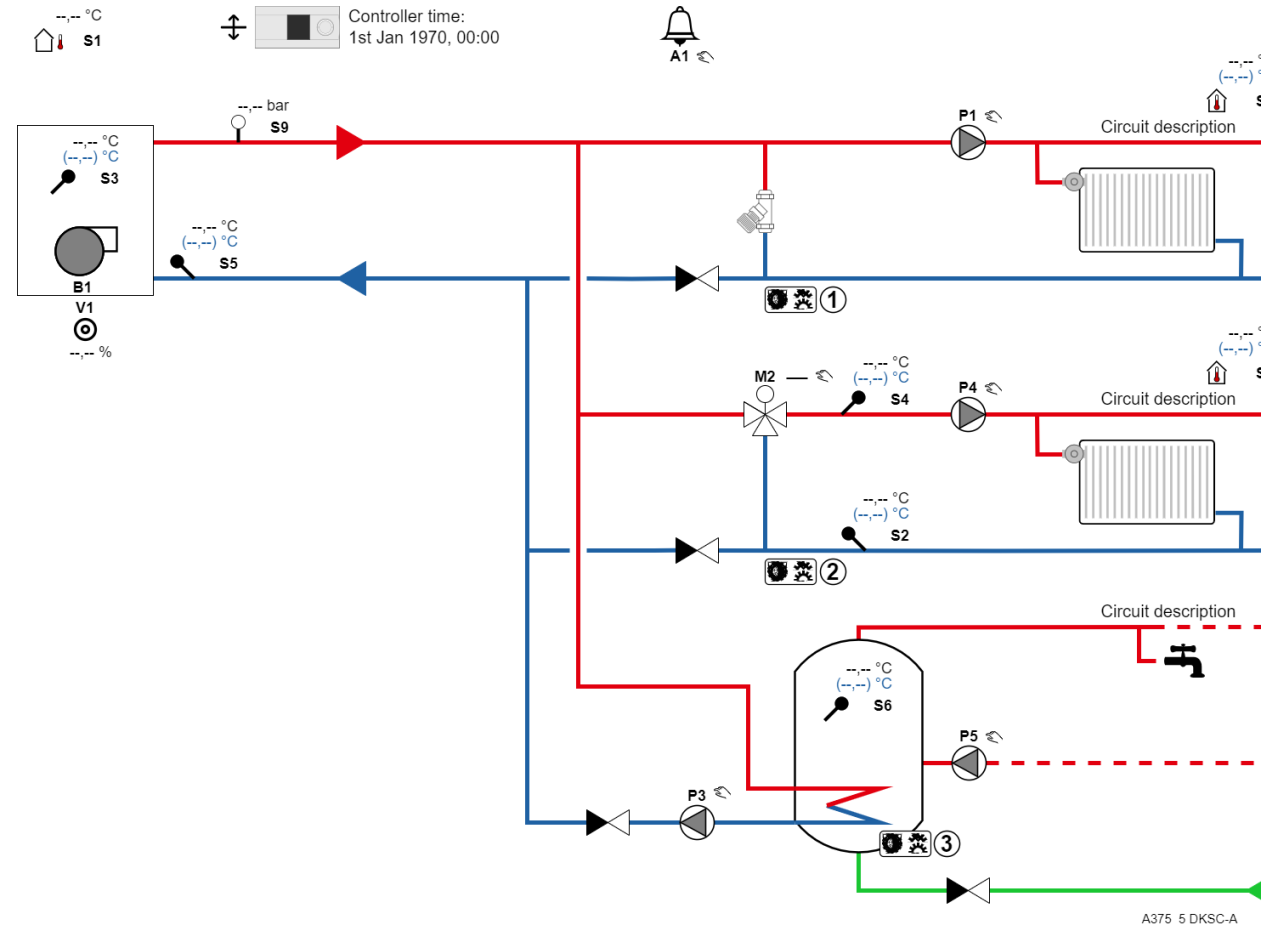 --,-- °C
S1
Controller time:
1st Jan 1970, 00:00
A1
--,-- °
(--,--) °
S
--,-- bar
S9
P1
Circuit description
--,-- °C
(--,--) °C
S3
--,-- °C
(--,--) °C
S5
B1
V1
--,-- %
1
--,-- °
(--,--) °
S
M2
--,-- °C
(--,--) °C
S4
P4
Circuit description
--,-- °C
(--,--) °C
S2
2
Circuit description
--,-- °C
(--,--) °C
S6
P5
P3
3
A375 5 DKSC-A